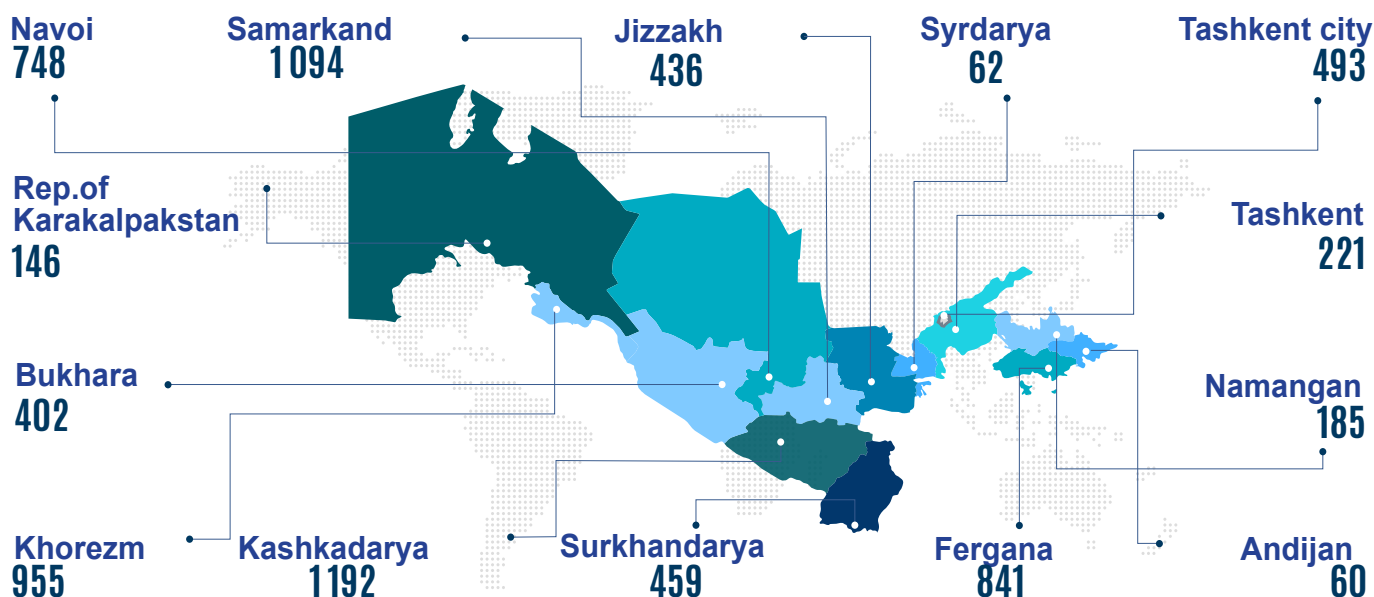 Navoi
748
Samarkand
1094
Jizzakh
436
Syrdarya
62
Tashkent city
493
Rep.of
Karakalpakstan
146
Tashkent
221
Bukhara
402
Namangan
185
Khorezm
955
Kashkadarya
1192
Surkhandarya
459
Fergana
841
Andijan
60